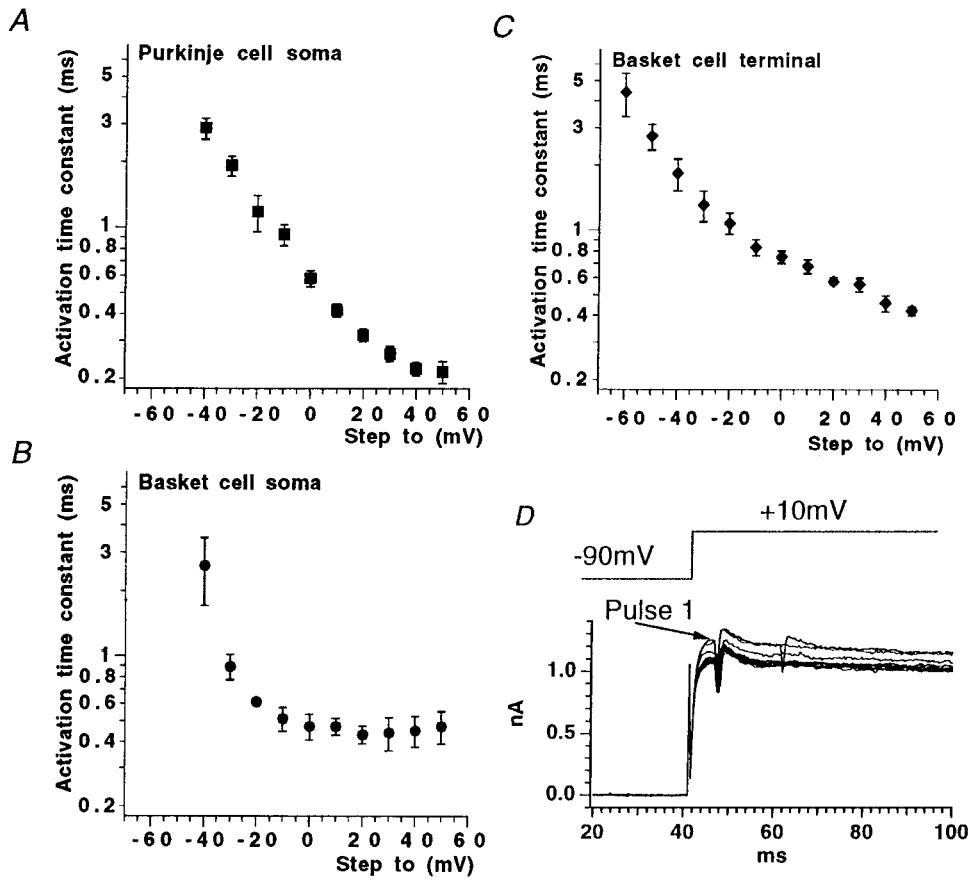 A
Purkinje cell soma
Activation time constant (ms)
5
3
1
0.8
0.6
0.4
0.2
-60 -40 -20 0 20 40 60
Step to (mV)
B
Basket cell soma
Activation time constant (ms)
5
3
1
0.8
0.6
0.4
0.2
-60 -40 -20 0 20 40 60
Step to (mV)
C
Basket cell terminal
Activation time constant (ms)
5
3
1
0.8
0.6
0.4
0.2
-60 -40 -20 0 20 40 60
Step to (mV)
D
+10mV
-90mV
Pulse 1
nA
1.0
0.5
0.0
20 40 60 80 100
ms